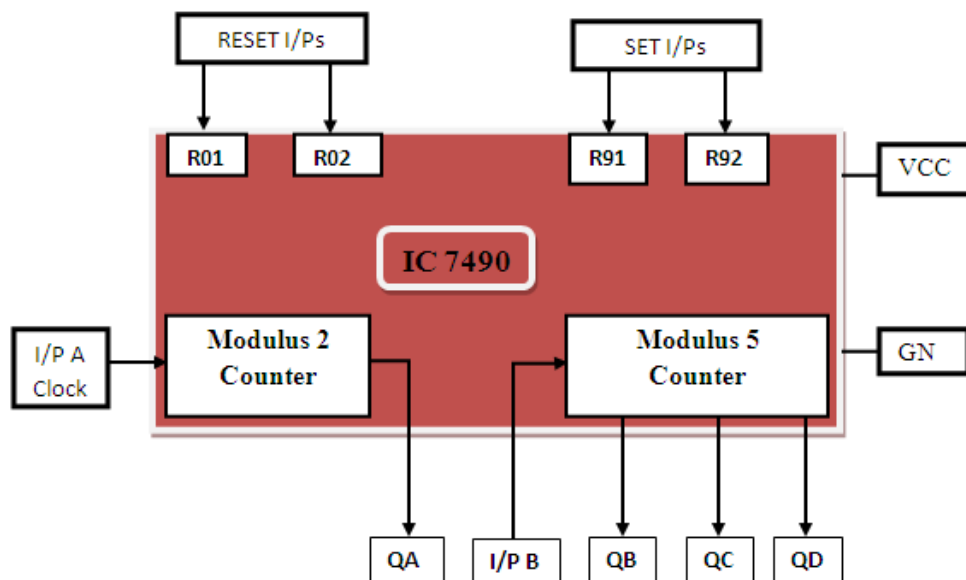 RESET I/Ps
SET I/Ps
R01
R02
R91
R92
VCC
IC 7490
I/P A
Clock
Modulus 2
Counter
Modulus 5
Counter
GN
QA
I/P B
QB
QC
QD